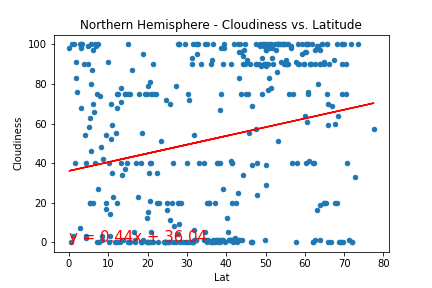 Northern Hemisphere - Cloudiness vs. Latitude
100
80
60
40
20
0
Cloudiness
y = 0.44x + 36.04
0 10 20 30 40 50 60 70 80
Lat